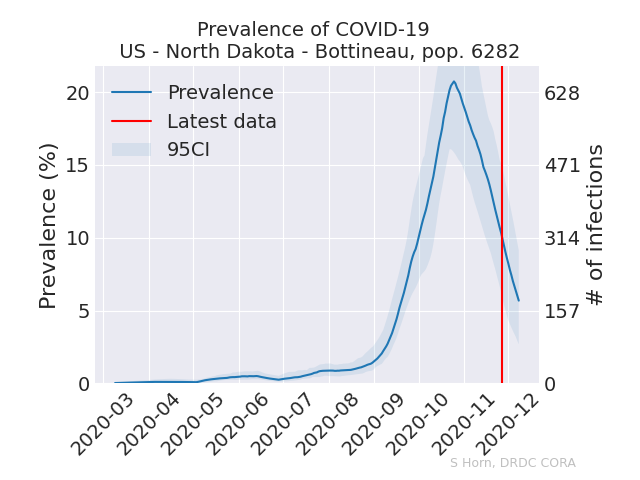 Prevalence of COVID-19
US - North Dakota - Bottineau, pop. 6282
Prevalence
Latest data
95CI
Prevalence (%)
20
15
10
5
0
628
471
314
157
0
# of infections
2020-03
2020-04
2020-05
2020-06
2020-07
2020-08
2020-09
2020-10
2020-11
2020-12
S Horn, DRDC CORA